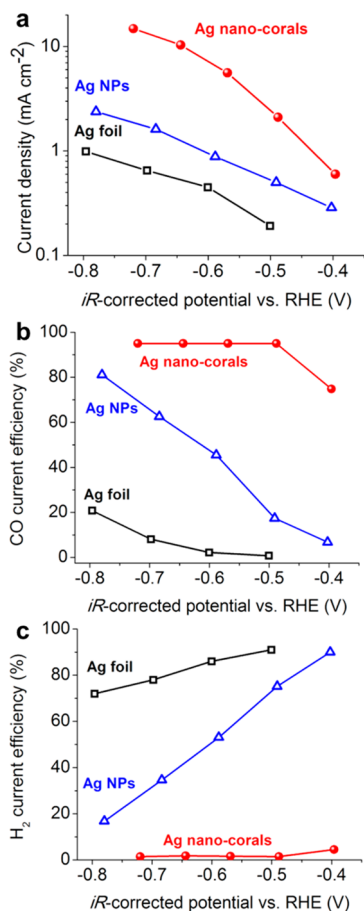 a
Current density (mA cm-2)
10
1
0.1
Ag nano-corals
Ag NPs
Ag foil
-0.8 -0.7 -0.6 -0.5 -0.4
iR-corrected potential vs. RHE (V)
b
CO current efficiency (%)
100
80
60
40
20
0
Ag nano-corals
Ag NPs
Ag foil
-0.8 -0.7 -0.6 -0.5 -0.4
iR-corrected potential vs. RHE (V)
c
H2 current efficiency (%)
100
80
60
40
20
0
Ag foil
Ag NPs
Ag nano-corals
-0.8 -0.7 -0.6 -0.5 -0.4
iR-corrected potential vs. RHE (V)